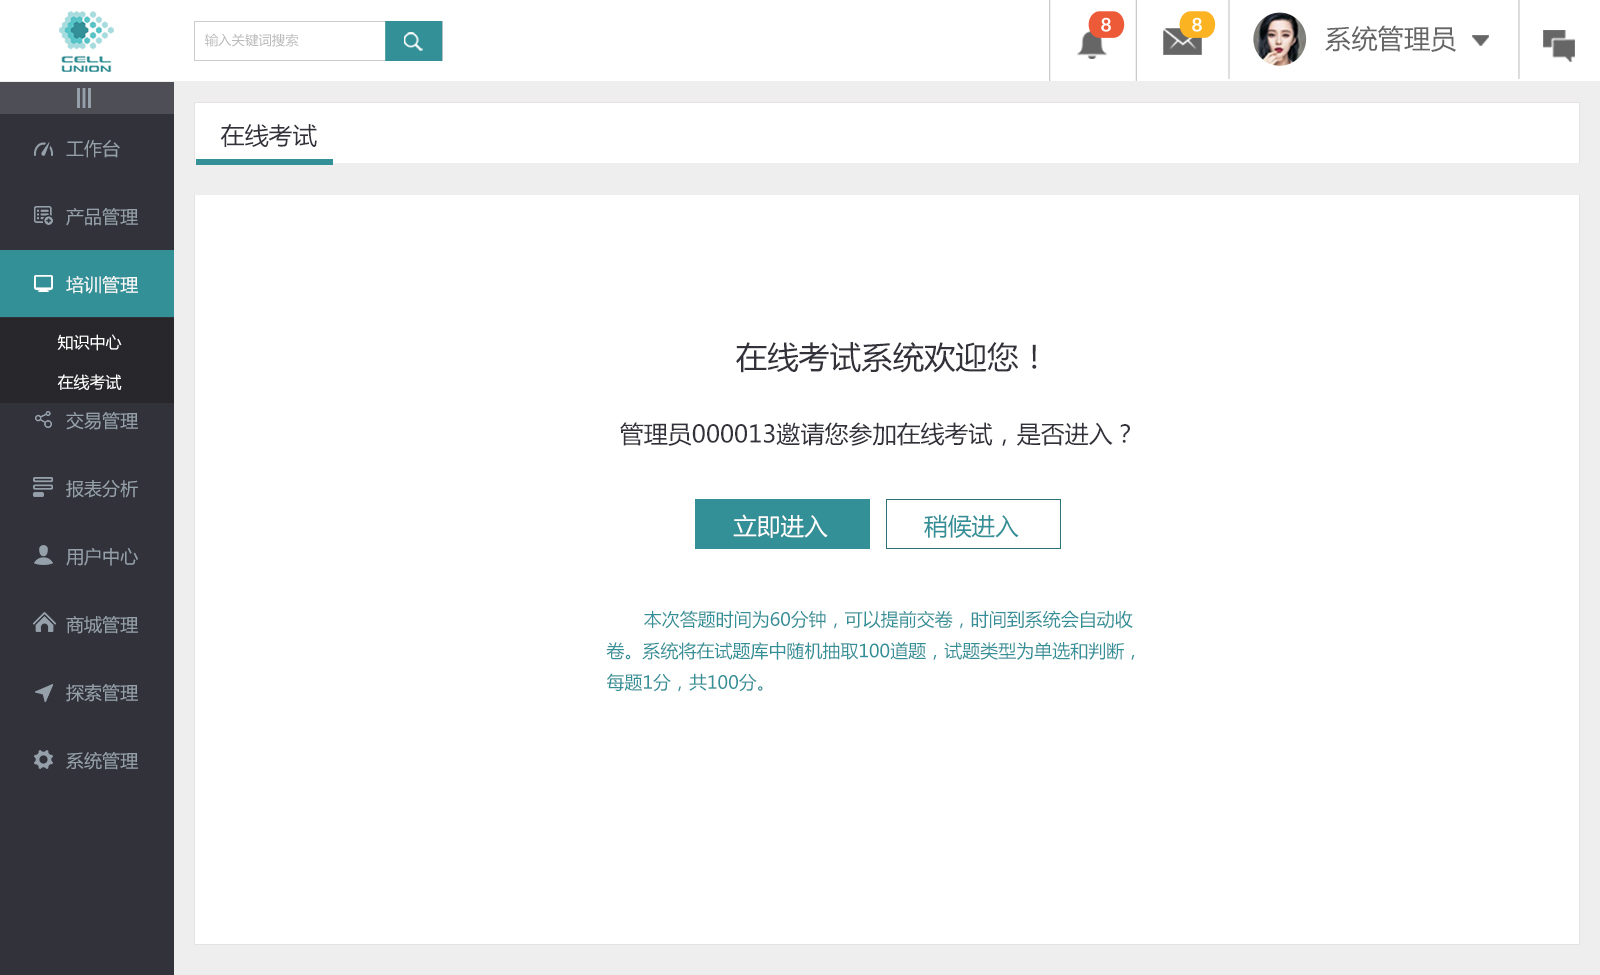 CELL
UNION
输入关键词搜索
8
8
系统管理员
工作台
产品管理
培训管理
知识中心
在线考试
交易管理
报表分析
用户中心
商城管理
探索管理
系统管理
在线考试
在线考试系统欢迎您！
管理员000013邀请您参加在线考试，是否进入？
立即进入
稍候进入
本次答题时间为60分钟，可以提前交卷，时间到系统会自动收
卷。系统将在试题库中随机抽取100道题，试题类型为单选和判断，
每题1分，共100分。